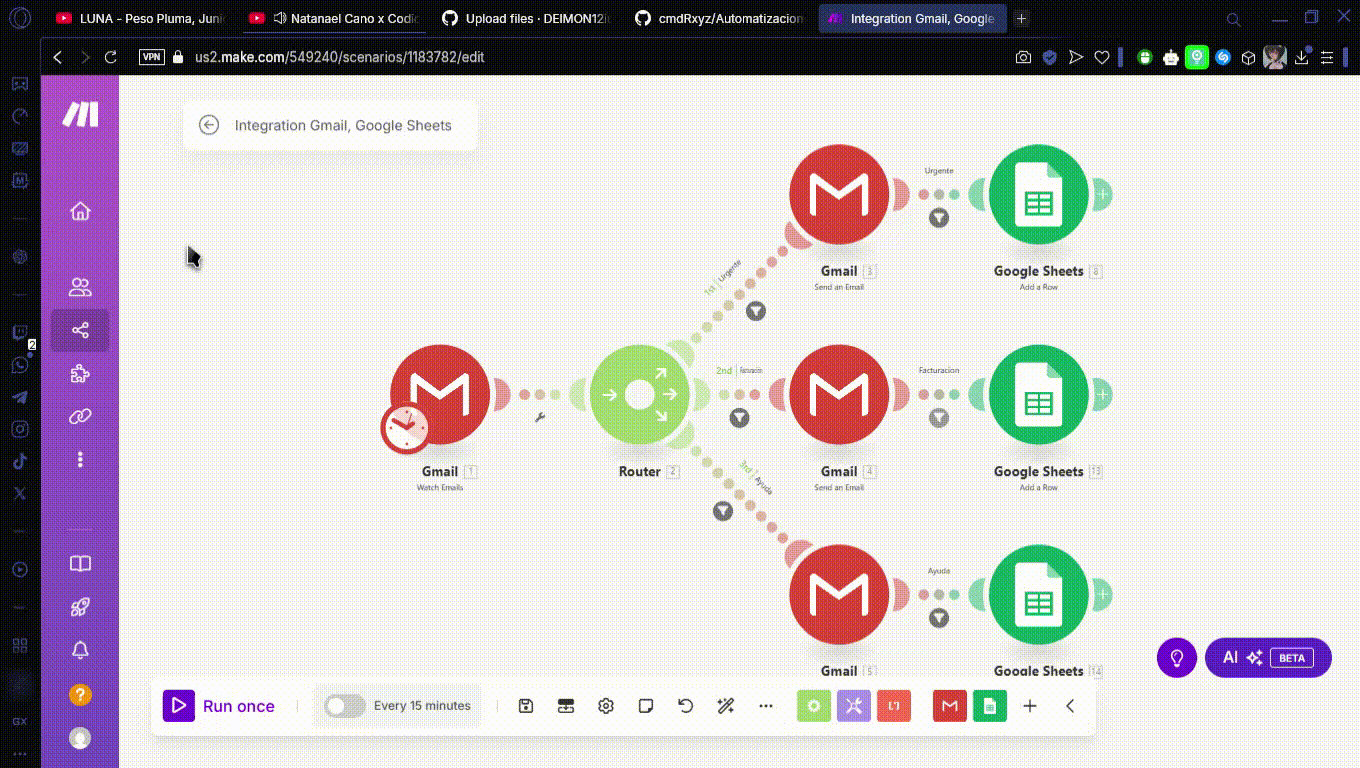 LUNA - Peso Pluma, Juni
Natanael Cano x Codi
Upload files · DEIMON12
cmdRxyz/Automatizacion
Integration Gmail, Google
VPN
us2.make.com/549240/scenarios/1183782/edit
Integration Gmail, Google Sheets
Urgente
Gmail 3
Send an Email
Google Sheets 8
Add a Row
1st | Urgente
2
Gmail 1
Watch Emails
Router 2
2nd | Facturacion
Gmail 4
Send an Email
Facturacion
Google Sheets 13
Add a Row
3rd | Ayuda
Ayuda
Gmail 5
Google Sheets 14
AI BETA
Run once
Every 15 minutes
GX